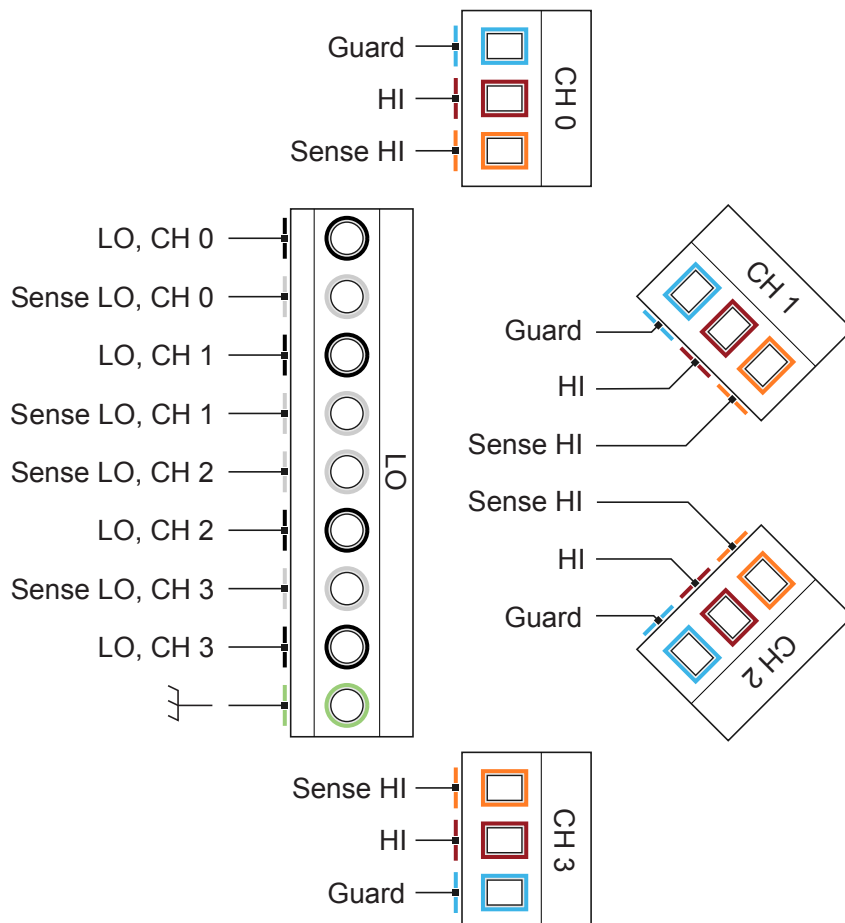 Guard
HI
Sense HI
CH 0
LO, CH 0
Sense LO, CH 0
LO, CH 1
Sense LO, CH 1
Sense LO, CH 2
LO, CH 2
Sense LO, CH 3
LO, CH 3
LO
CH 1
Guard
HI
Sense HI
Sense HI
HI
Guard
CH 2
Sense HI
HI
Guard
CH 3